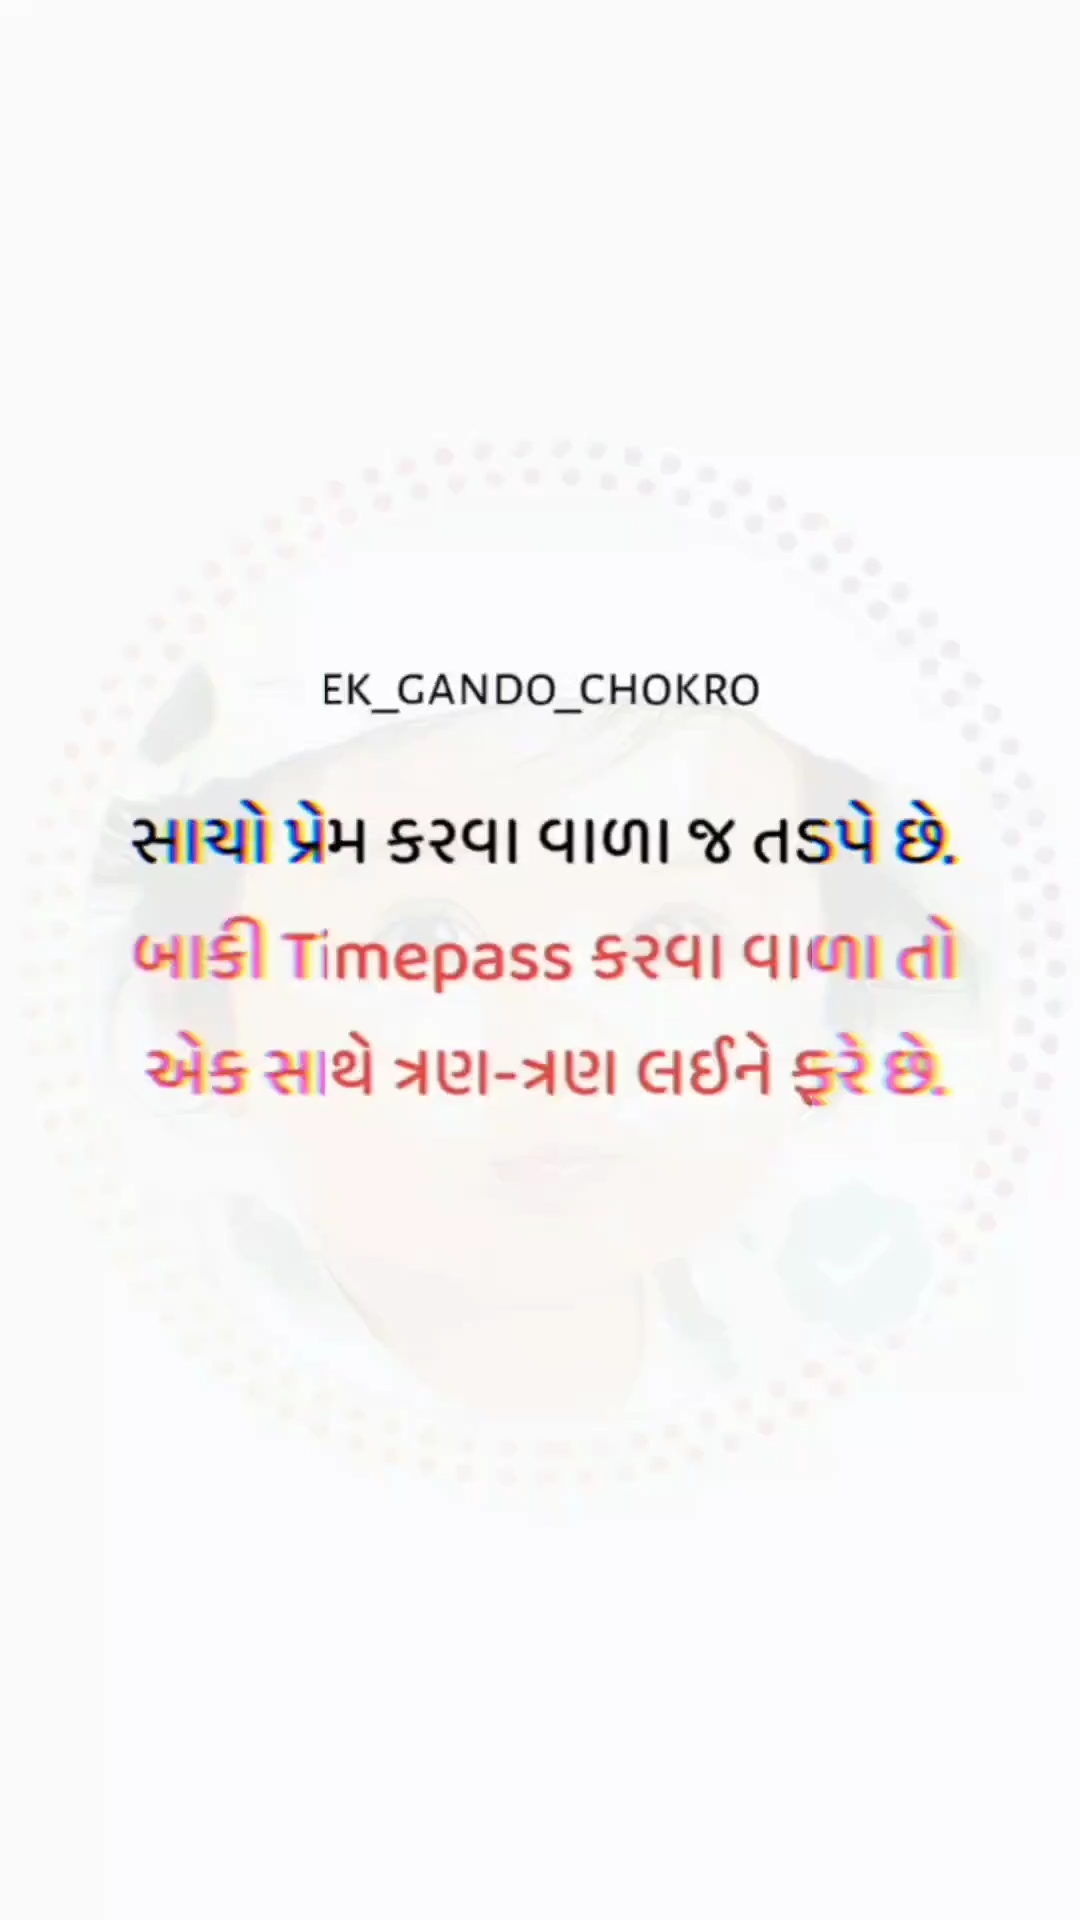 EK_GANDO_CHOKRO
સાચો પ્રેમ કરવા વાળા જ તડપે છે.
બાકી Timepass કરવા વાળા તો
એક સાથે ત્રણ-ત્રણ લઈને ફરે છે.